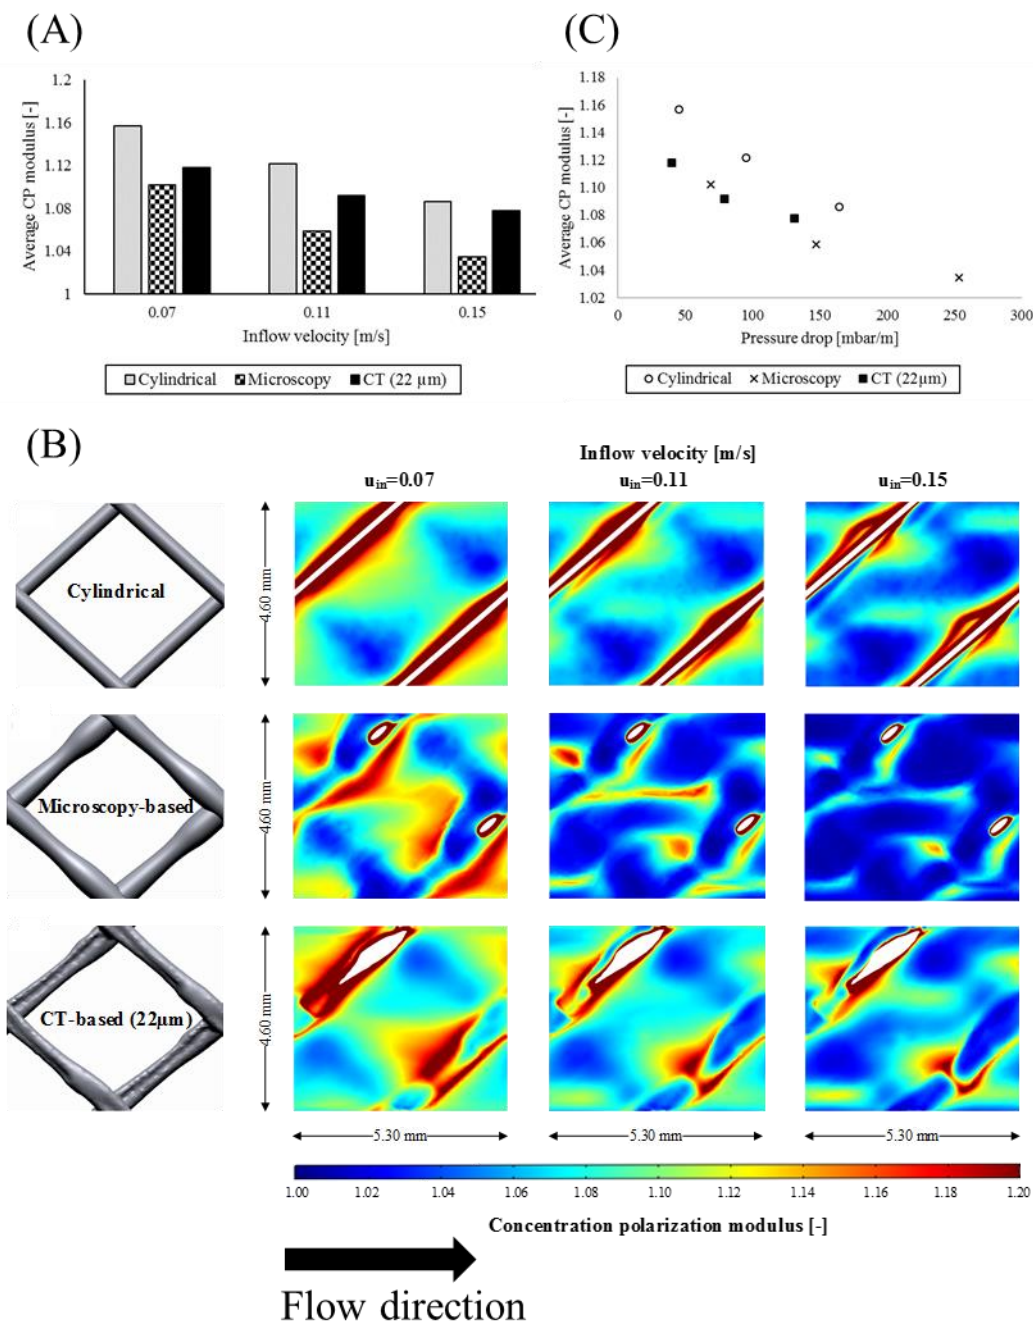 (A)
1.2
1.16
1.12
1.08
1.04
1
Average CP modulus [-]
0.07 0.11 0.15
Inflow velocity [m/s]
Cylindrical Microscopy CT (22 µm)
(C)
1.18
1.16
1.14
1.12
1.10
1.08
1.06
1.04
1.02
Average CP modulus [-]
0 50 100 150 200 250 300
Pressure drop [mbar/m]
Cylindrical Microscopy CT (22µm)
(B)
Inflow velocity [m/s]
uin=0.07 uin=0.11 uin=0.15
Cylindrical
4.60 mm
Microscopy-based
4.60 mm
CT-based (22µm)
4.60 mm
5.30 mm 5.30 mm 5.30 mm
1.00 1.02 1.04 1.06 1.08 1.10 1.12 1.14 1.16 1.18 1.20
Concentration polarization modulus [-]
Flow direction